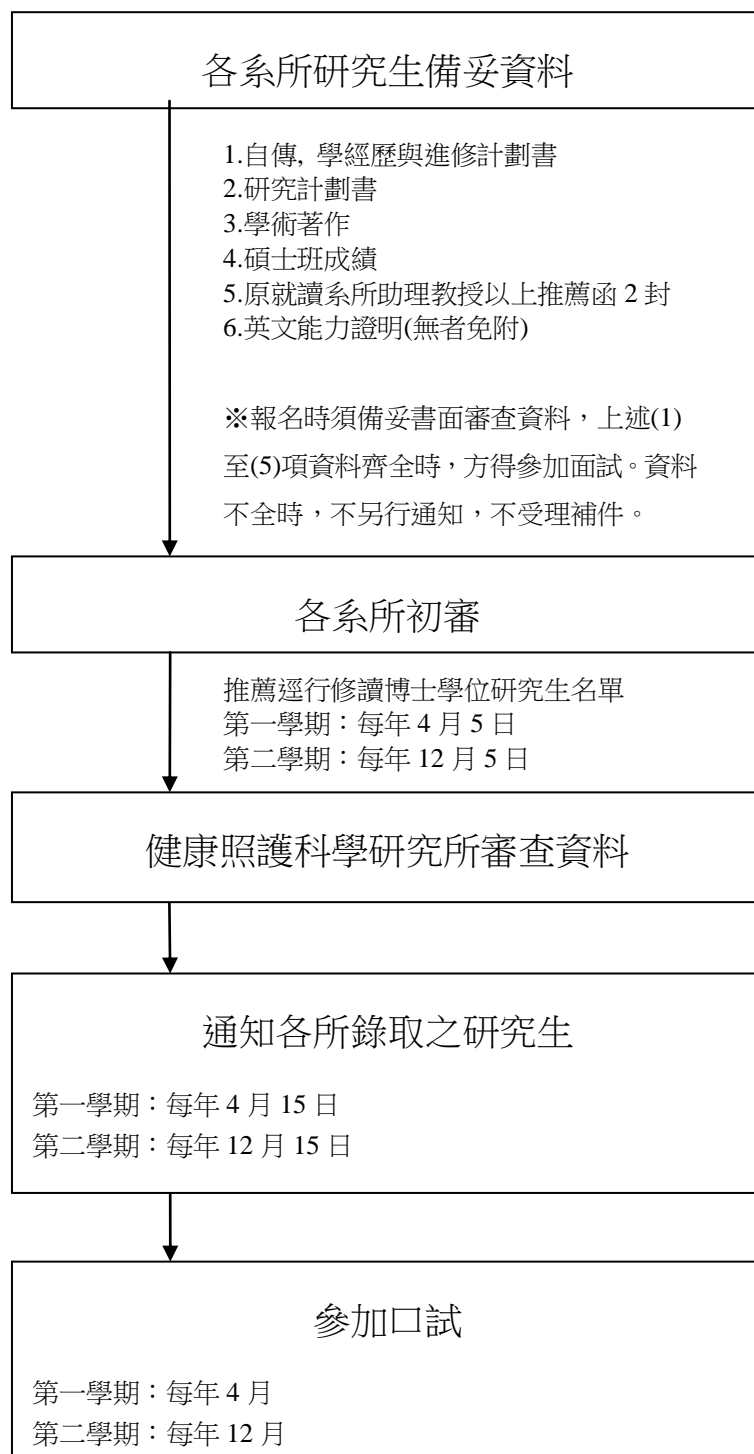 各系所研究生備妥資料
1.自傳, 學經歷與進修計劃書
2.研究計劃書
3.學術著作
4.碩士班成績
5.原就讀系所助理教授以上推薦函 2 封
6.英文能力證明(無者免附)
※報名時須備妥書面審查資料，上述(1)
至(5)項資料齊全時，方得參加面試。資料
不全時，不另行通知，不受理補件。
各系所初審
推薦逕行修讀博士學位研究生名單
第一學期：每年 4 月 5 日
第二學期：每年 12 月 5 日
健康照護科學研究所審查資料
通知各所錄取之研究生
第一學期：每年 4 月 15 日
第二學期：每年 12 月 15 日
參加口試
第一學期：每年 4 月
第二學期：每年 12 月